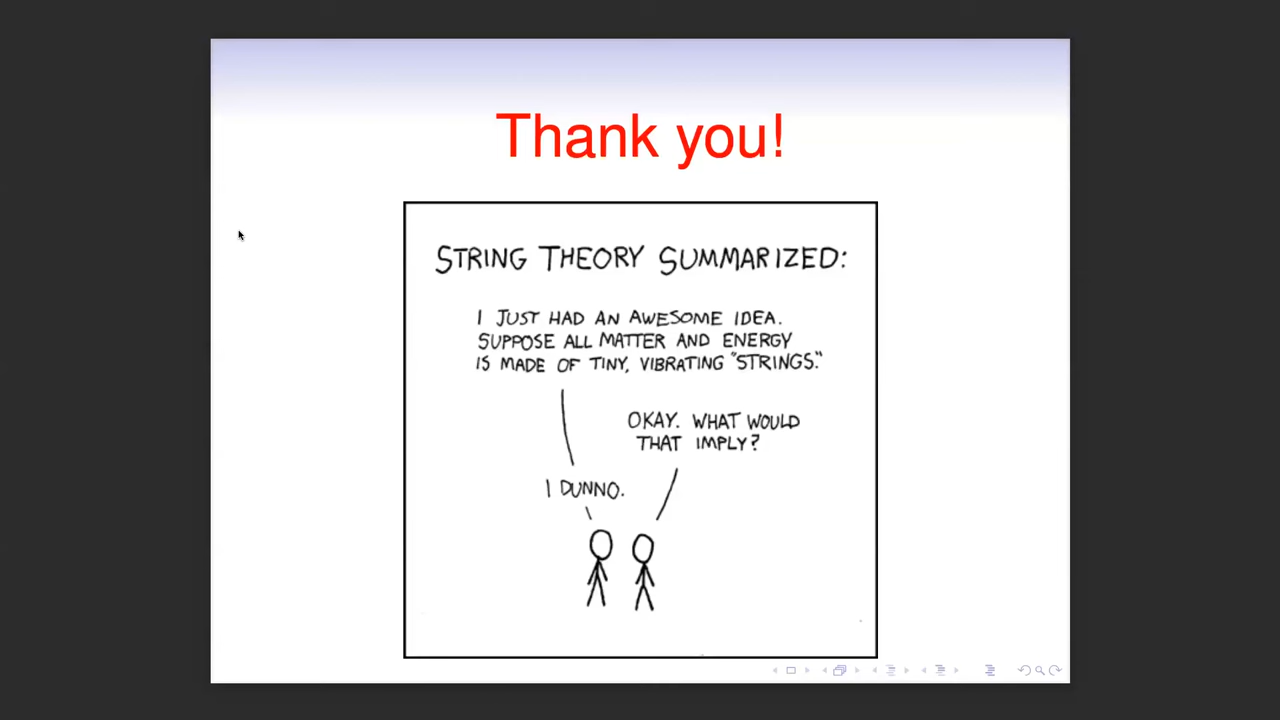 Thank you!
STRING THEORY SUMMARIZED:
I JUST HAD AN AWESOME IDEA.
SUPPOSE ALL MATTER AND ENERGY
IS MADE OF TINY, VIBRATING "STRINGS."
OKAY. WHAT WOULD
THAT IMPLY?
I DUNNO.